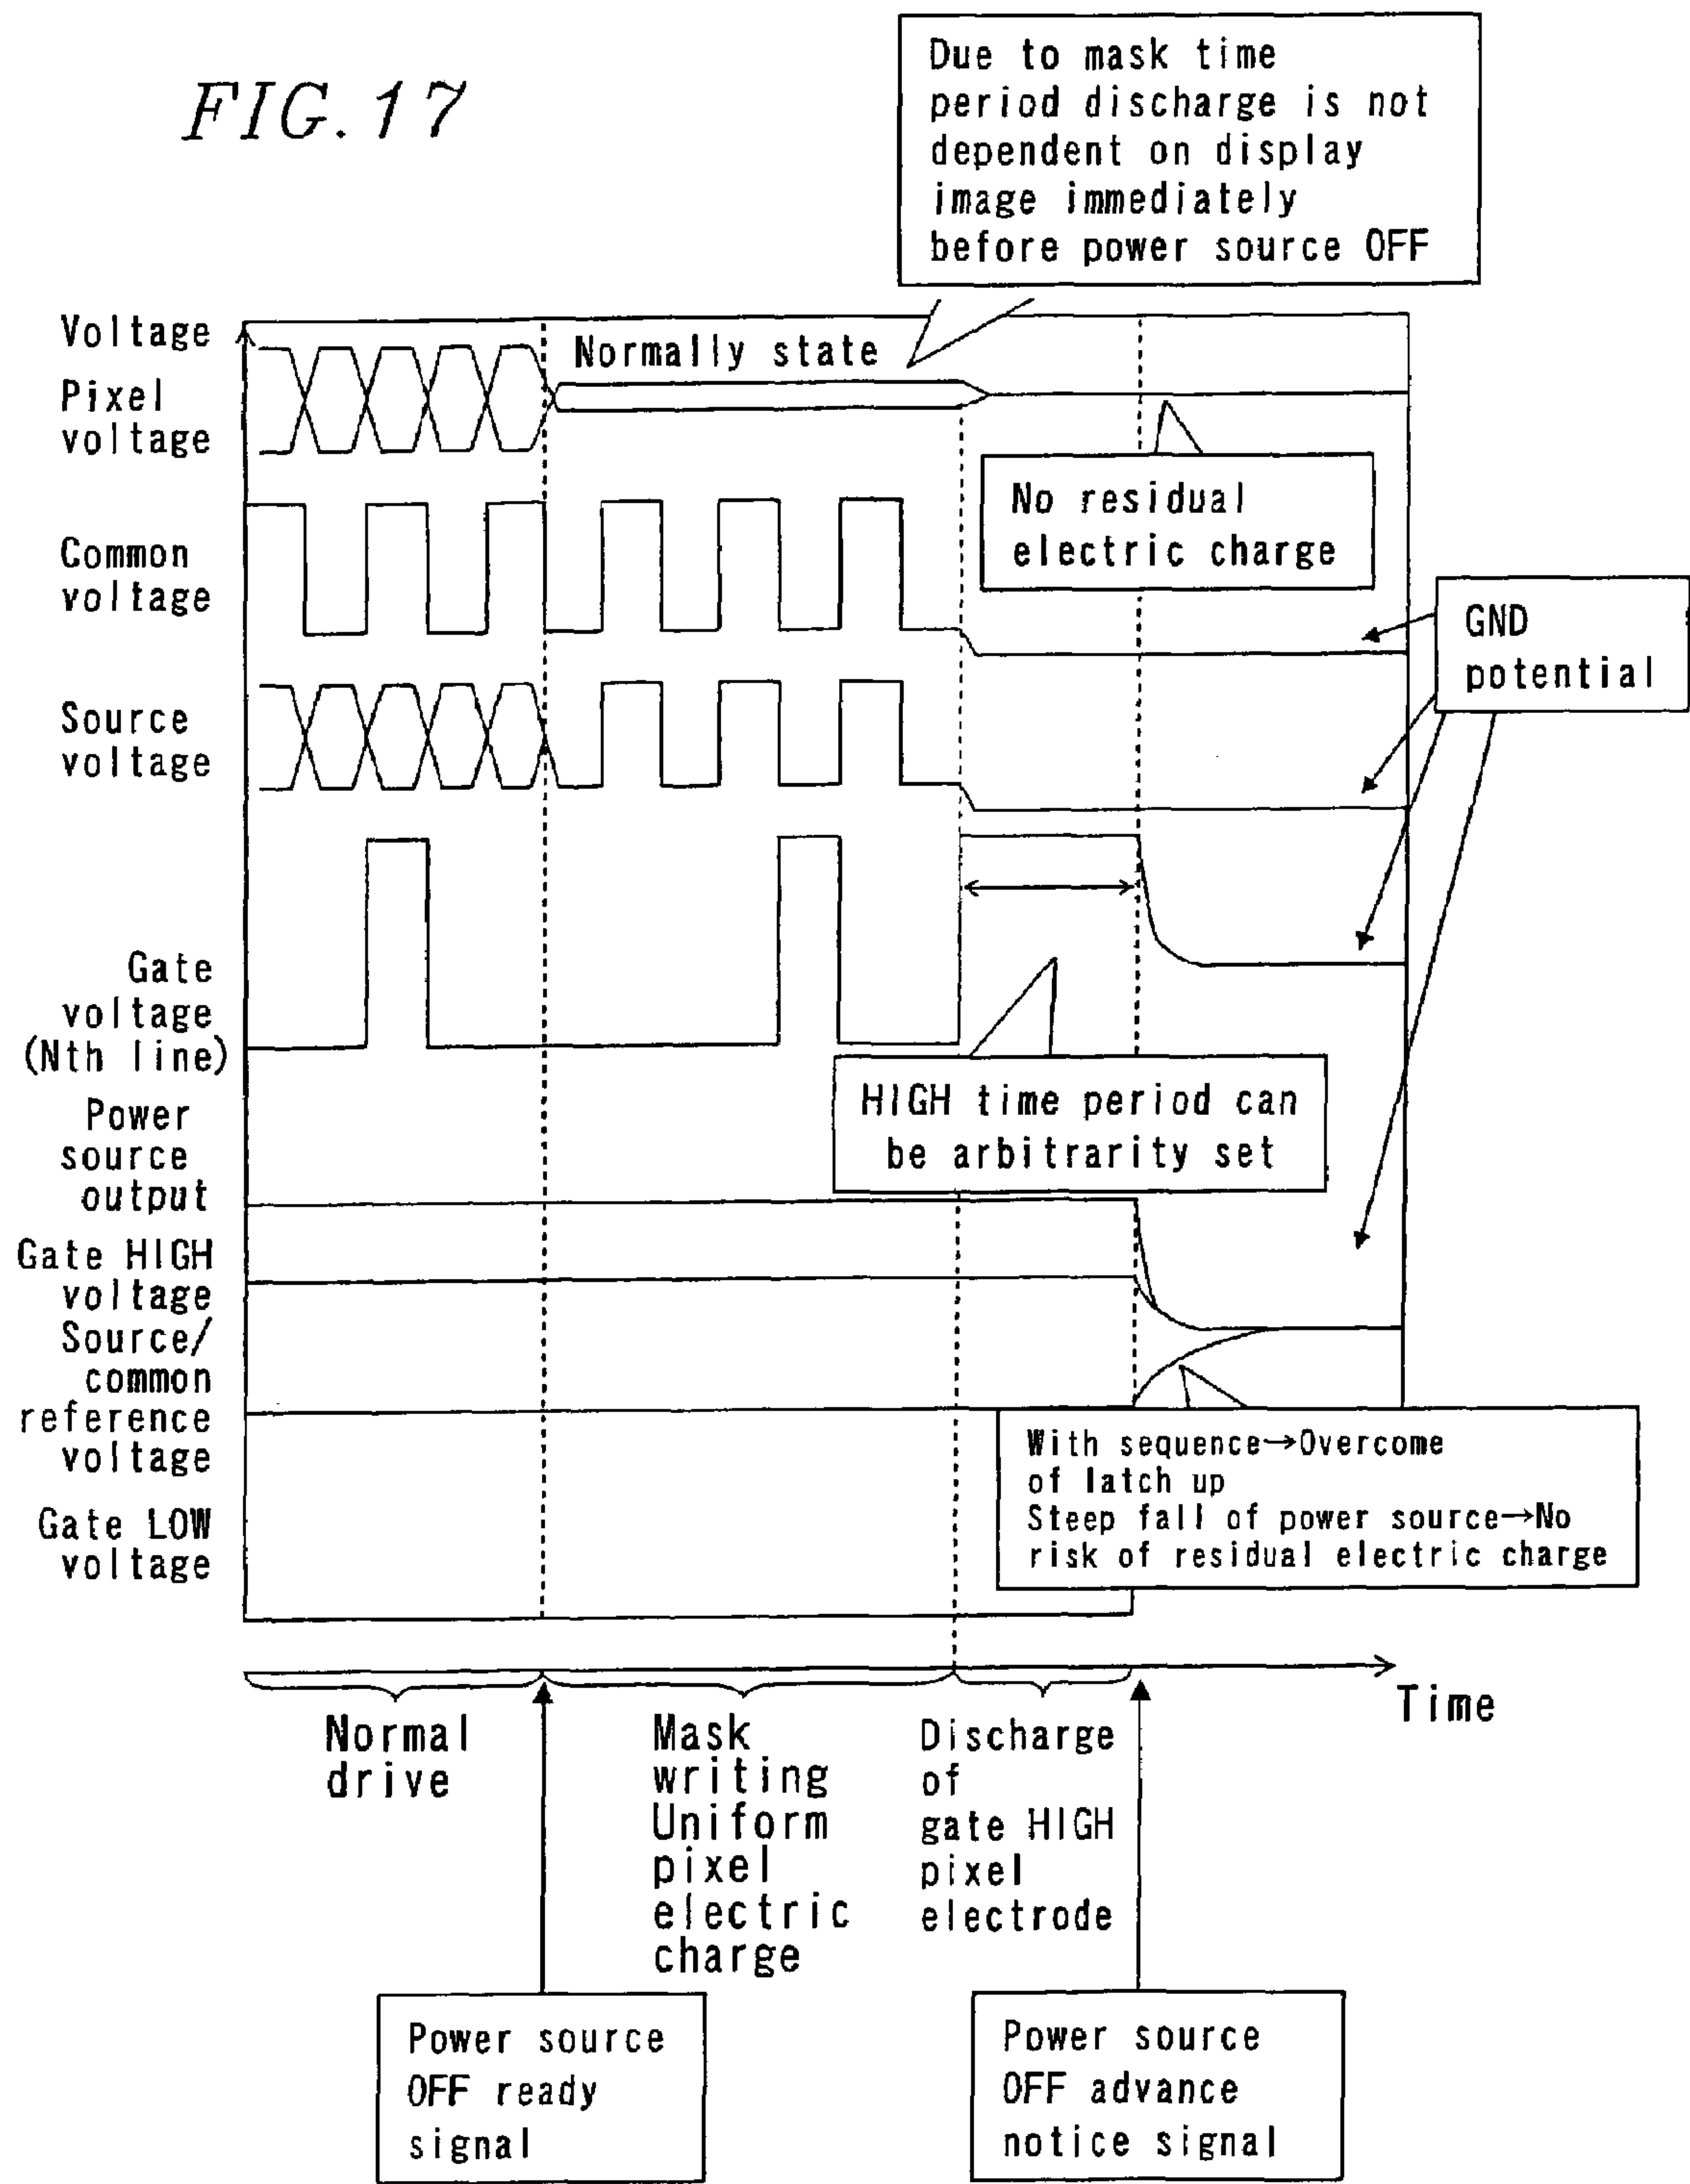 FIG. 17
Due to mask time
period discharge is not
dependent on display
image immediately
before power source OFF
Voltage
Normally state
Pixel
voltage
No residual
electric charge
Common
voltage
GND
potential
Source
voltage
Gate
voltage
(Nth line)
HIGH time period can
be arbitrarity set
Power
source
output
Gate HIGH
voltage
Source/
common
reference
voltage
With sequence→Overcome
of latch up
Steep fall of power source→No
risk of residual electric charge
Gate LOW
voltage
Time
Normal
drive
Mask
writing
Uniform
pixel
electric
charge
Discharge
of
gate HIGH
pixel
electrode
Power source
OFF ready
signal
Power source
OFF advance
notice signal